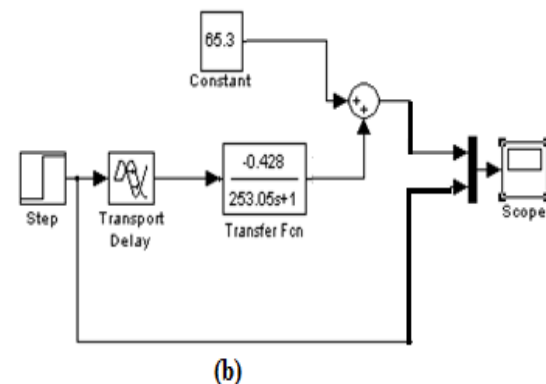 65.3
Constant
+
+
Step
Transport
Delay
-0.428
253.05s+1
Transfer Fcn
Scope
(b)